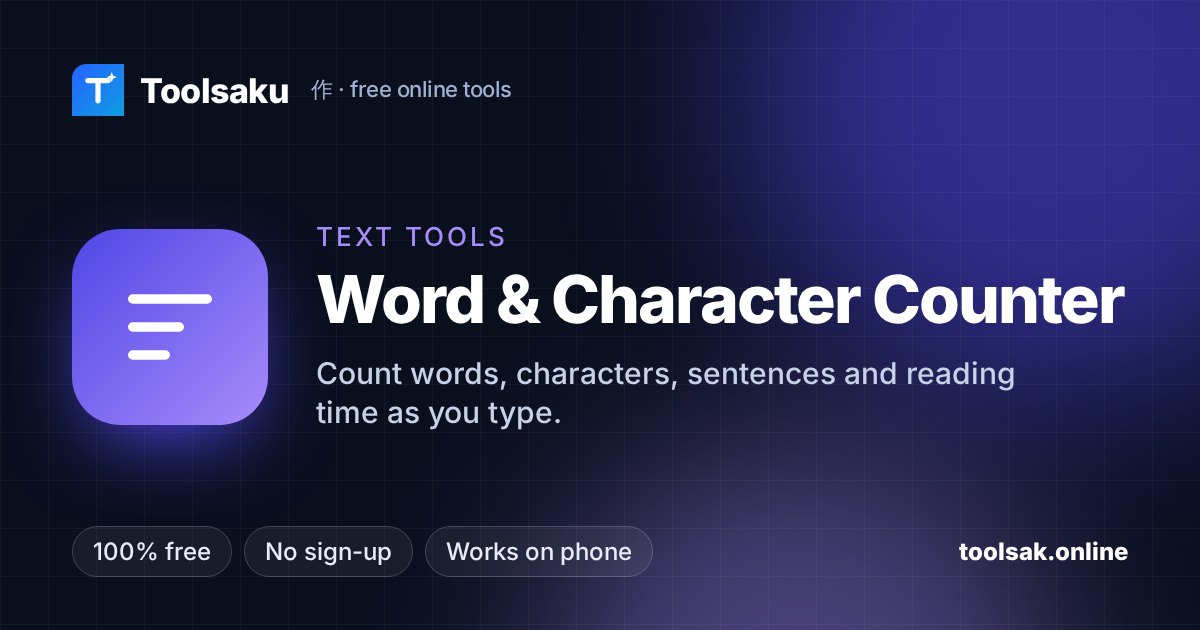 Toolsaku 作 · free online tools
TEXT TOOLS
Word & Character Counter
Count words, characters, sentences and reading
time as you type.
100% free No sign-up Works on phone toolsak.online